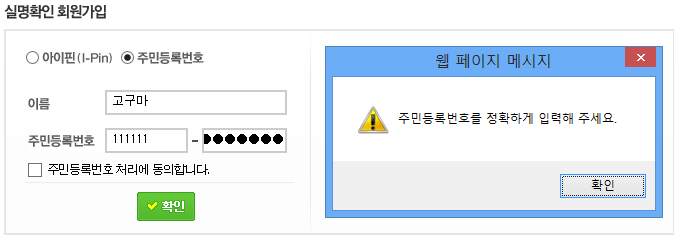 실명확인 회원가입
아이핀(I-Pin) 주민등록번호
이름 고구마
주민등록번호 111111 - ●●●●●●●
주민등록번호 처리에 동의합니다.
확인
웹 페이지 메시지
주민등록번호를 정확하게 입력해 주세요.
확인